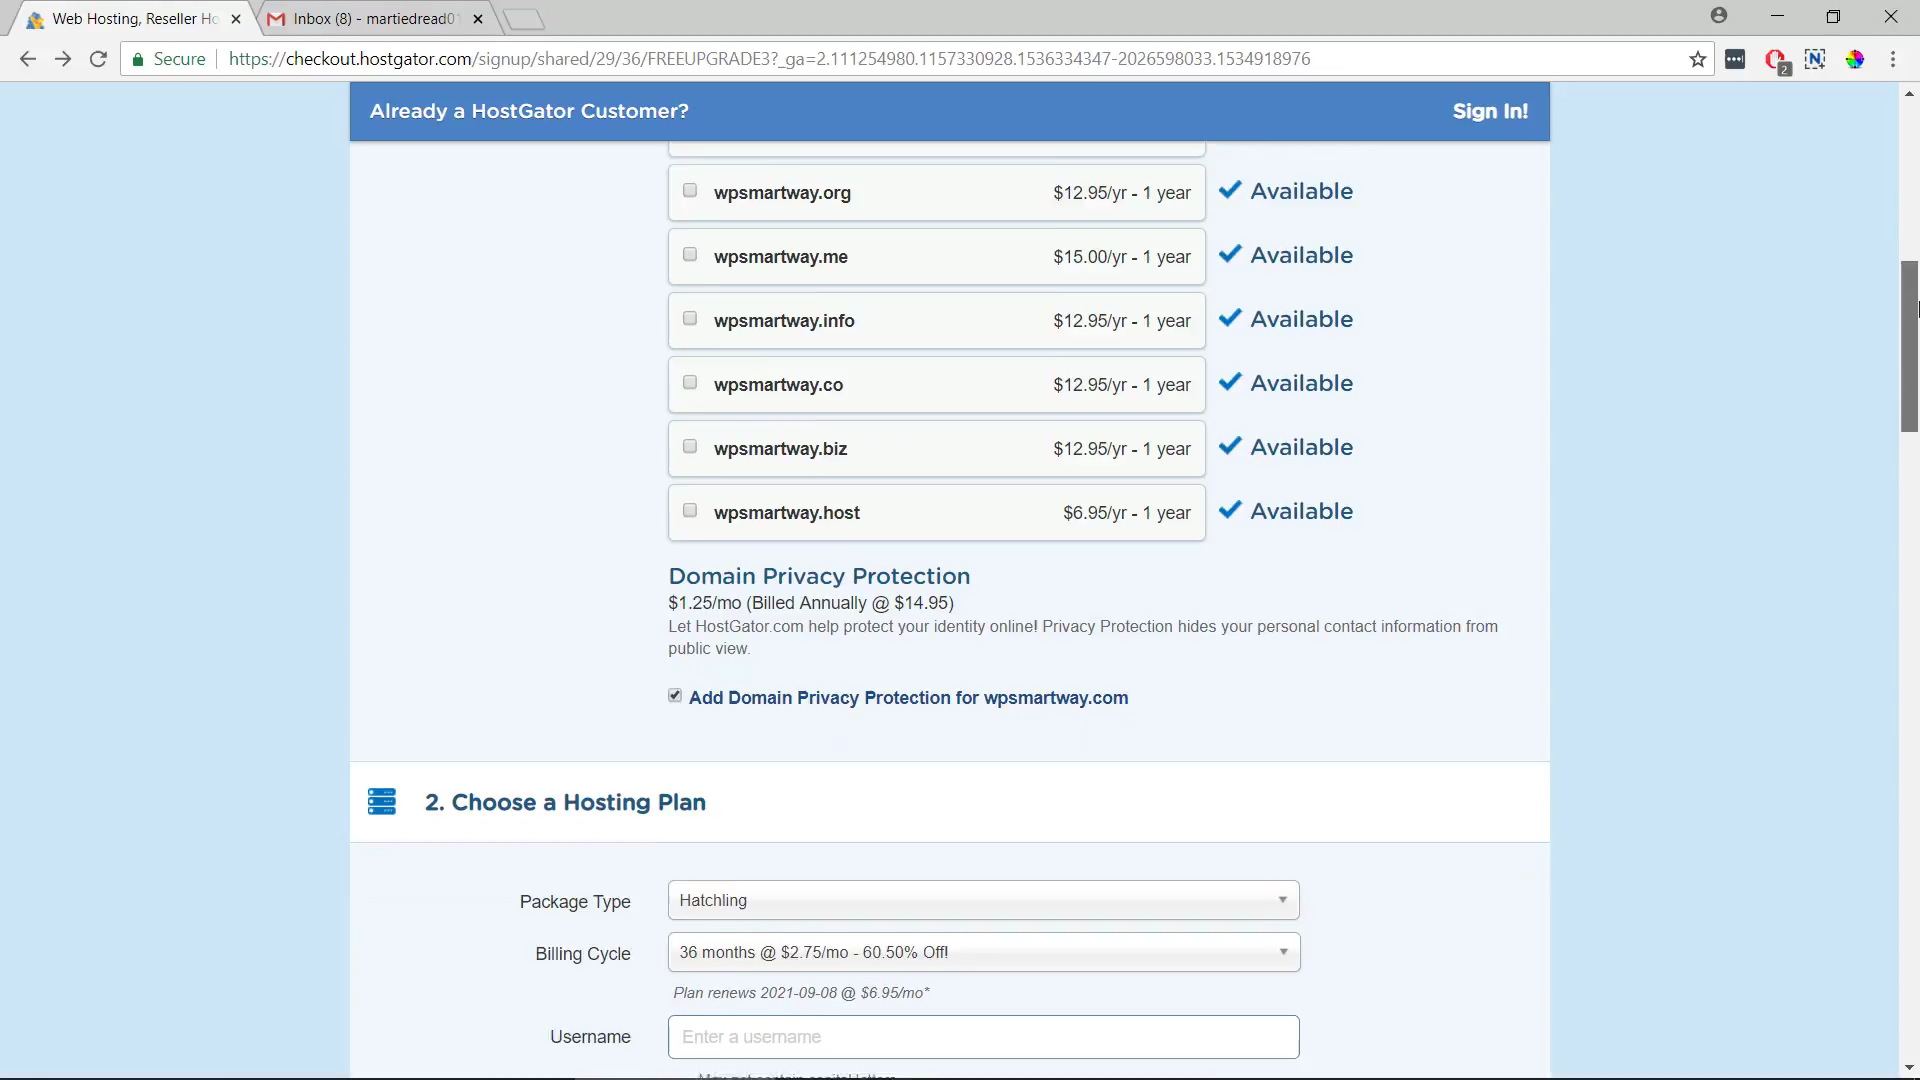 Web Hosting, Reseller Ho
Inbox (8) - martiedread01
Secure
https://checkout.hostgator.com/signup/shared/29/36/FREEUPGRADE3?_ga=2.111254980.1157330928.1536334347-2026598033.1534918976
2
Already a HostGator Customer?
Sign In!
wpsmartway.org $12.95/yr - 1 year Available
wpsmartway.me $15.00/yr - 1 year Available
wpsmartway.info $12.95/yr - 1 year Available
wpsmartway.co $12.95/yr - 1 year Available
wpsmartway.biz $12.95/yr - 1 year Available
wpsmartway.host $6.95/yr - 1 year Available
Domain Privacy Protection
$1.25/mo (Billed Annually @ $14.95)
Let HostGator.com help protect your identity online! Privacy Protection hides your personal contact information from
public view.
Add Domain Privacy Protection for wpsmartway.com
2. Choose a Hosting Plan
Package Type Hatchling
Billing Cycle 36 months @ $2.75/mo - 60.50% Off!
Plan renews 2021-09-08 @ $6.95/mo*
Username Enter a username